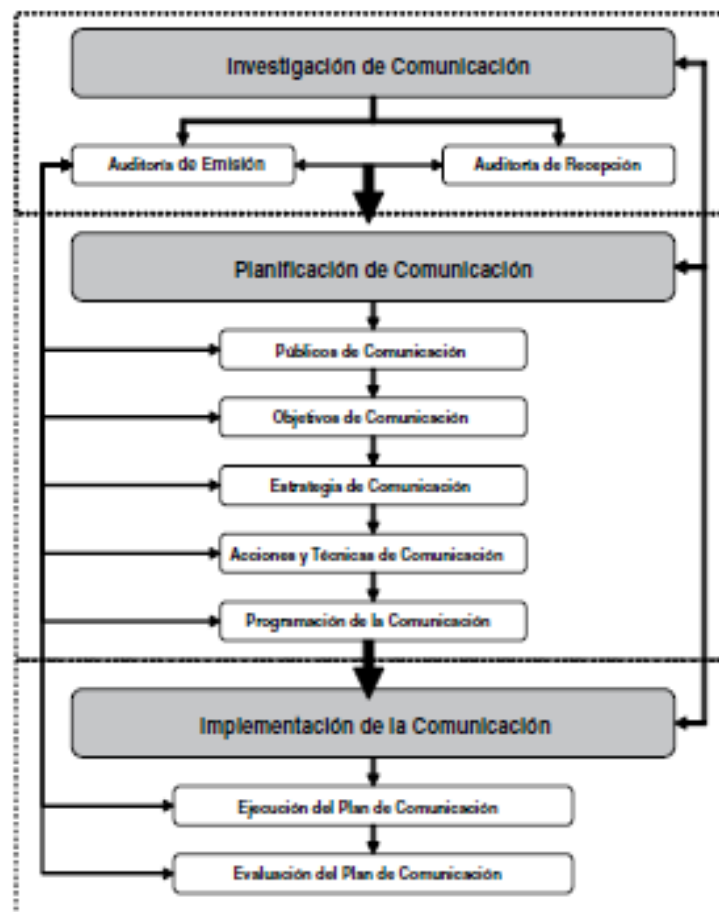 Investigación de Comunicación
Auditoría de Emisión
Auditoría de Recepción
Planificación de Comunicación
Públicos de Comunicación
Objetivos de Comunicación
Estrategia de Comunicación
Acciones y Técnicas de Comunicación
Programación de la Comunicación
Implementación de la Comunicación
Ejecución del Plan de Comunicación
Evaluación del Plan de Comunicación